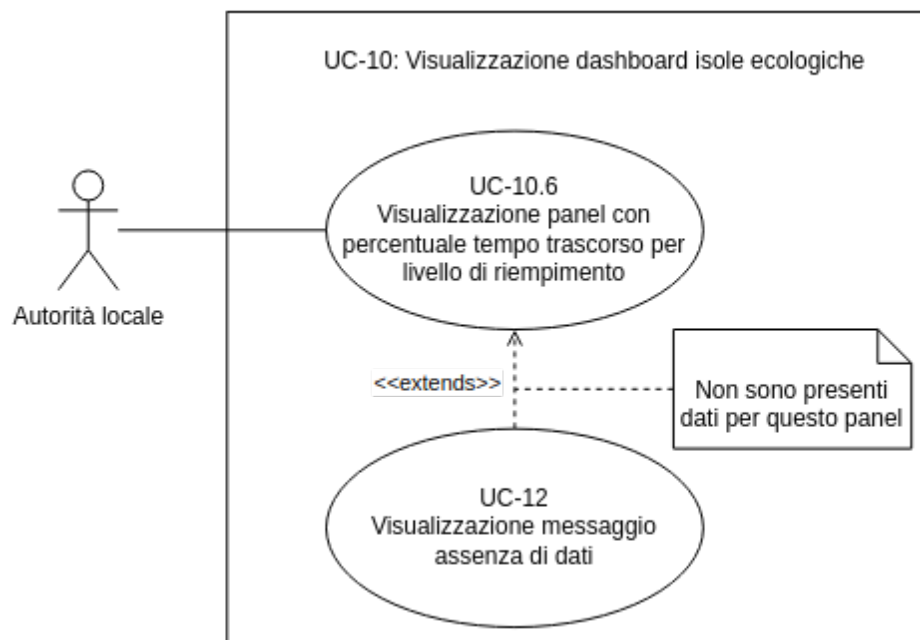 UC-10: Visualizzazione dashboard isole ecologiche
UC-10.6
Visualizzazione panel con
percentuale tempo trascorso per
livello di riempimento
Autorità locale
<<extends>>
Non sono presenti
dati per questo panel
UC-12
Visualizzazione messaggio
assenza di dati